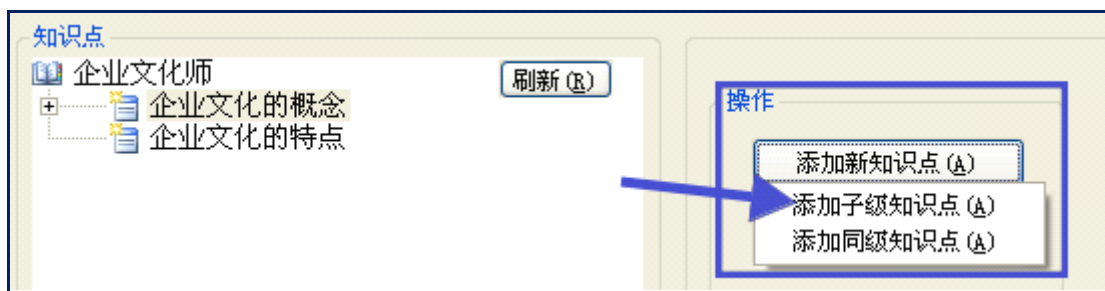 知识点
企业文化师
刷新(R)
企业文化的概念
企业文化的特点
操作
添加新知识点(A)
添加子级知识点(A)
添加同级知识点(A)